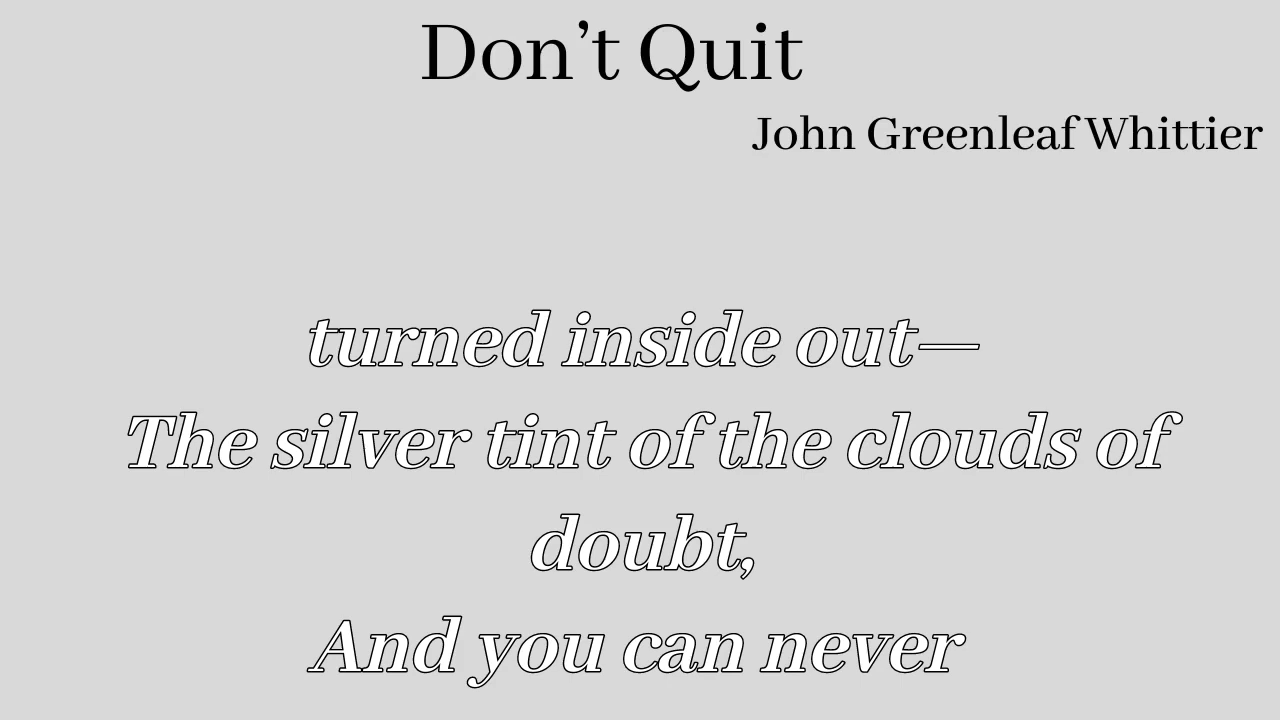 Don’t Quit
John Greenleaf Whittier
turned inside out—
The silver tint of the clouds of
doubt,
And you can never